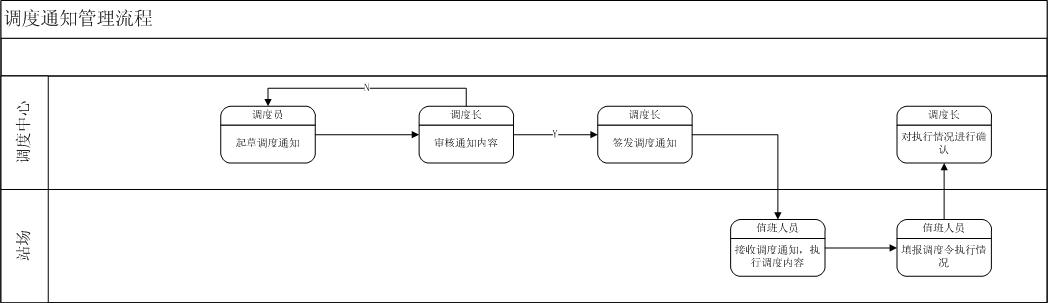 调度通知管理流程
调度中心
N
调度员
起草调度通知
调度长
审核通知内容
Y
调度长
签发调度通知
调度长
对执行情况进行确
认
站场
值班人员
接收调度通知，执
行调度内容
值班人员
填报调度令执行情
况